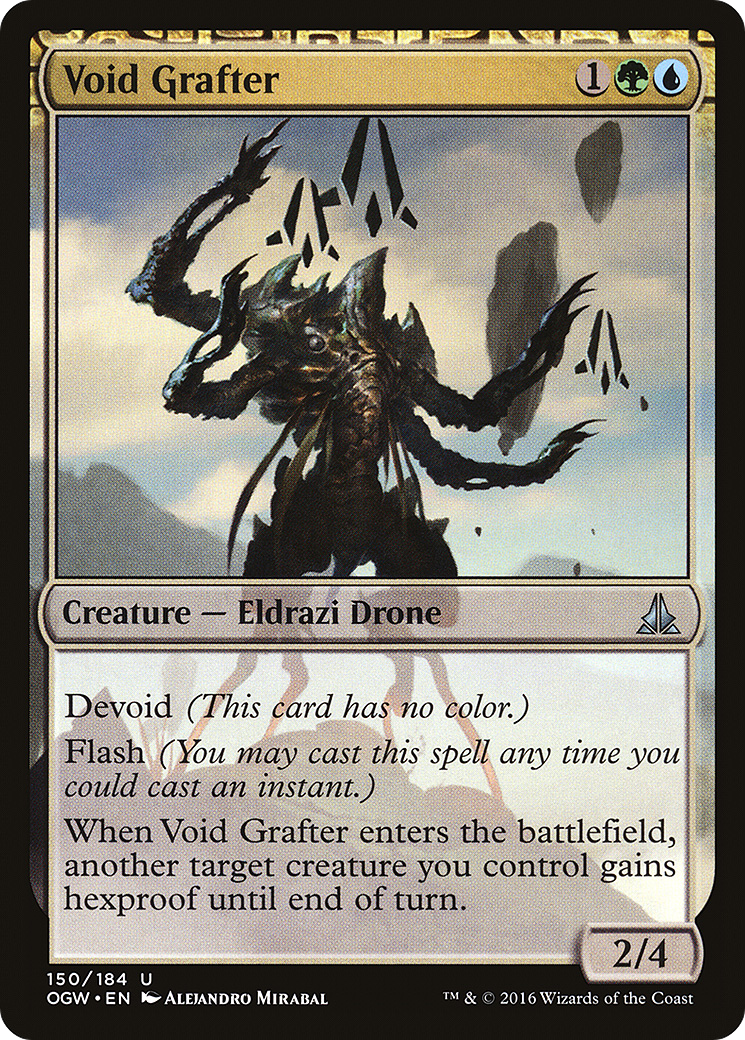 Void Grafter 1
Creature — Eldrazi Drone
Devoid (This card has no color.)
Flash (You may cast this spell any time you
could cast an instant.)
When Void Grafter enters the battlefield,
another target creature you control gains
hexproof until end of turn.
2/4
150/184 U
OGW • EN Alejandro Mirabal
™ & © 2016 Wizards of the Coast